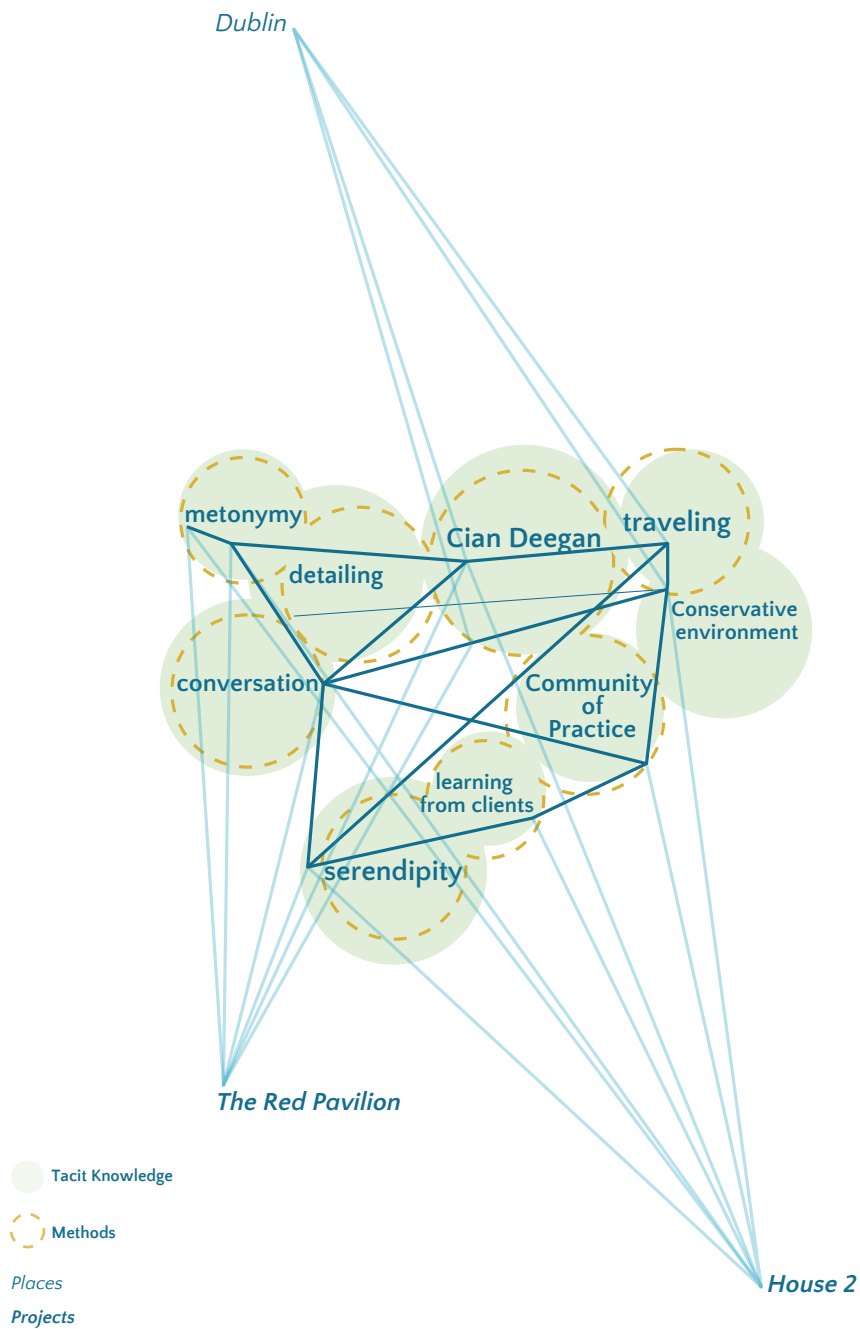 Dublin
metonymy
Cian Deegan
traveling
detailing
Conservative
environment
conversation
Community
of
Practice
learning
from clients
serendipity
The Red Pavilion
Tacit Knowledge
Methods
Places
House 2
Projects